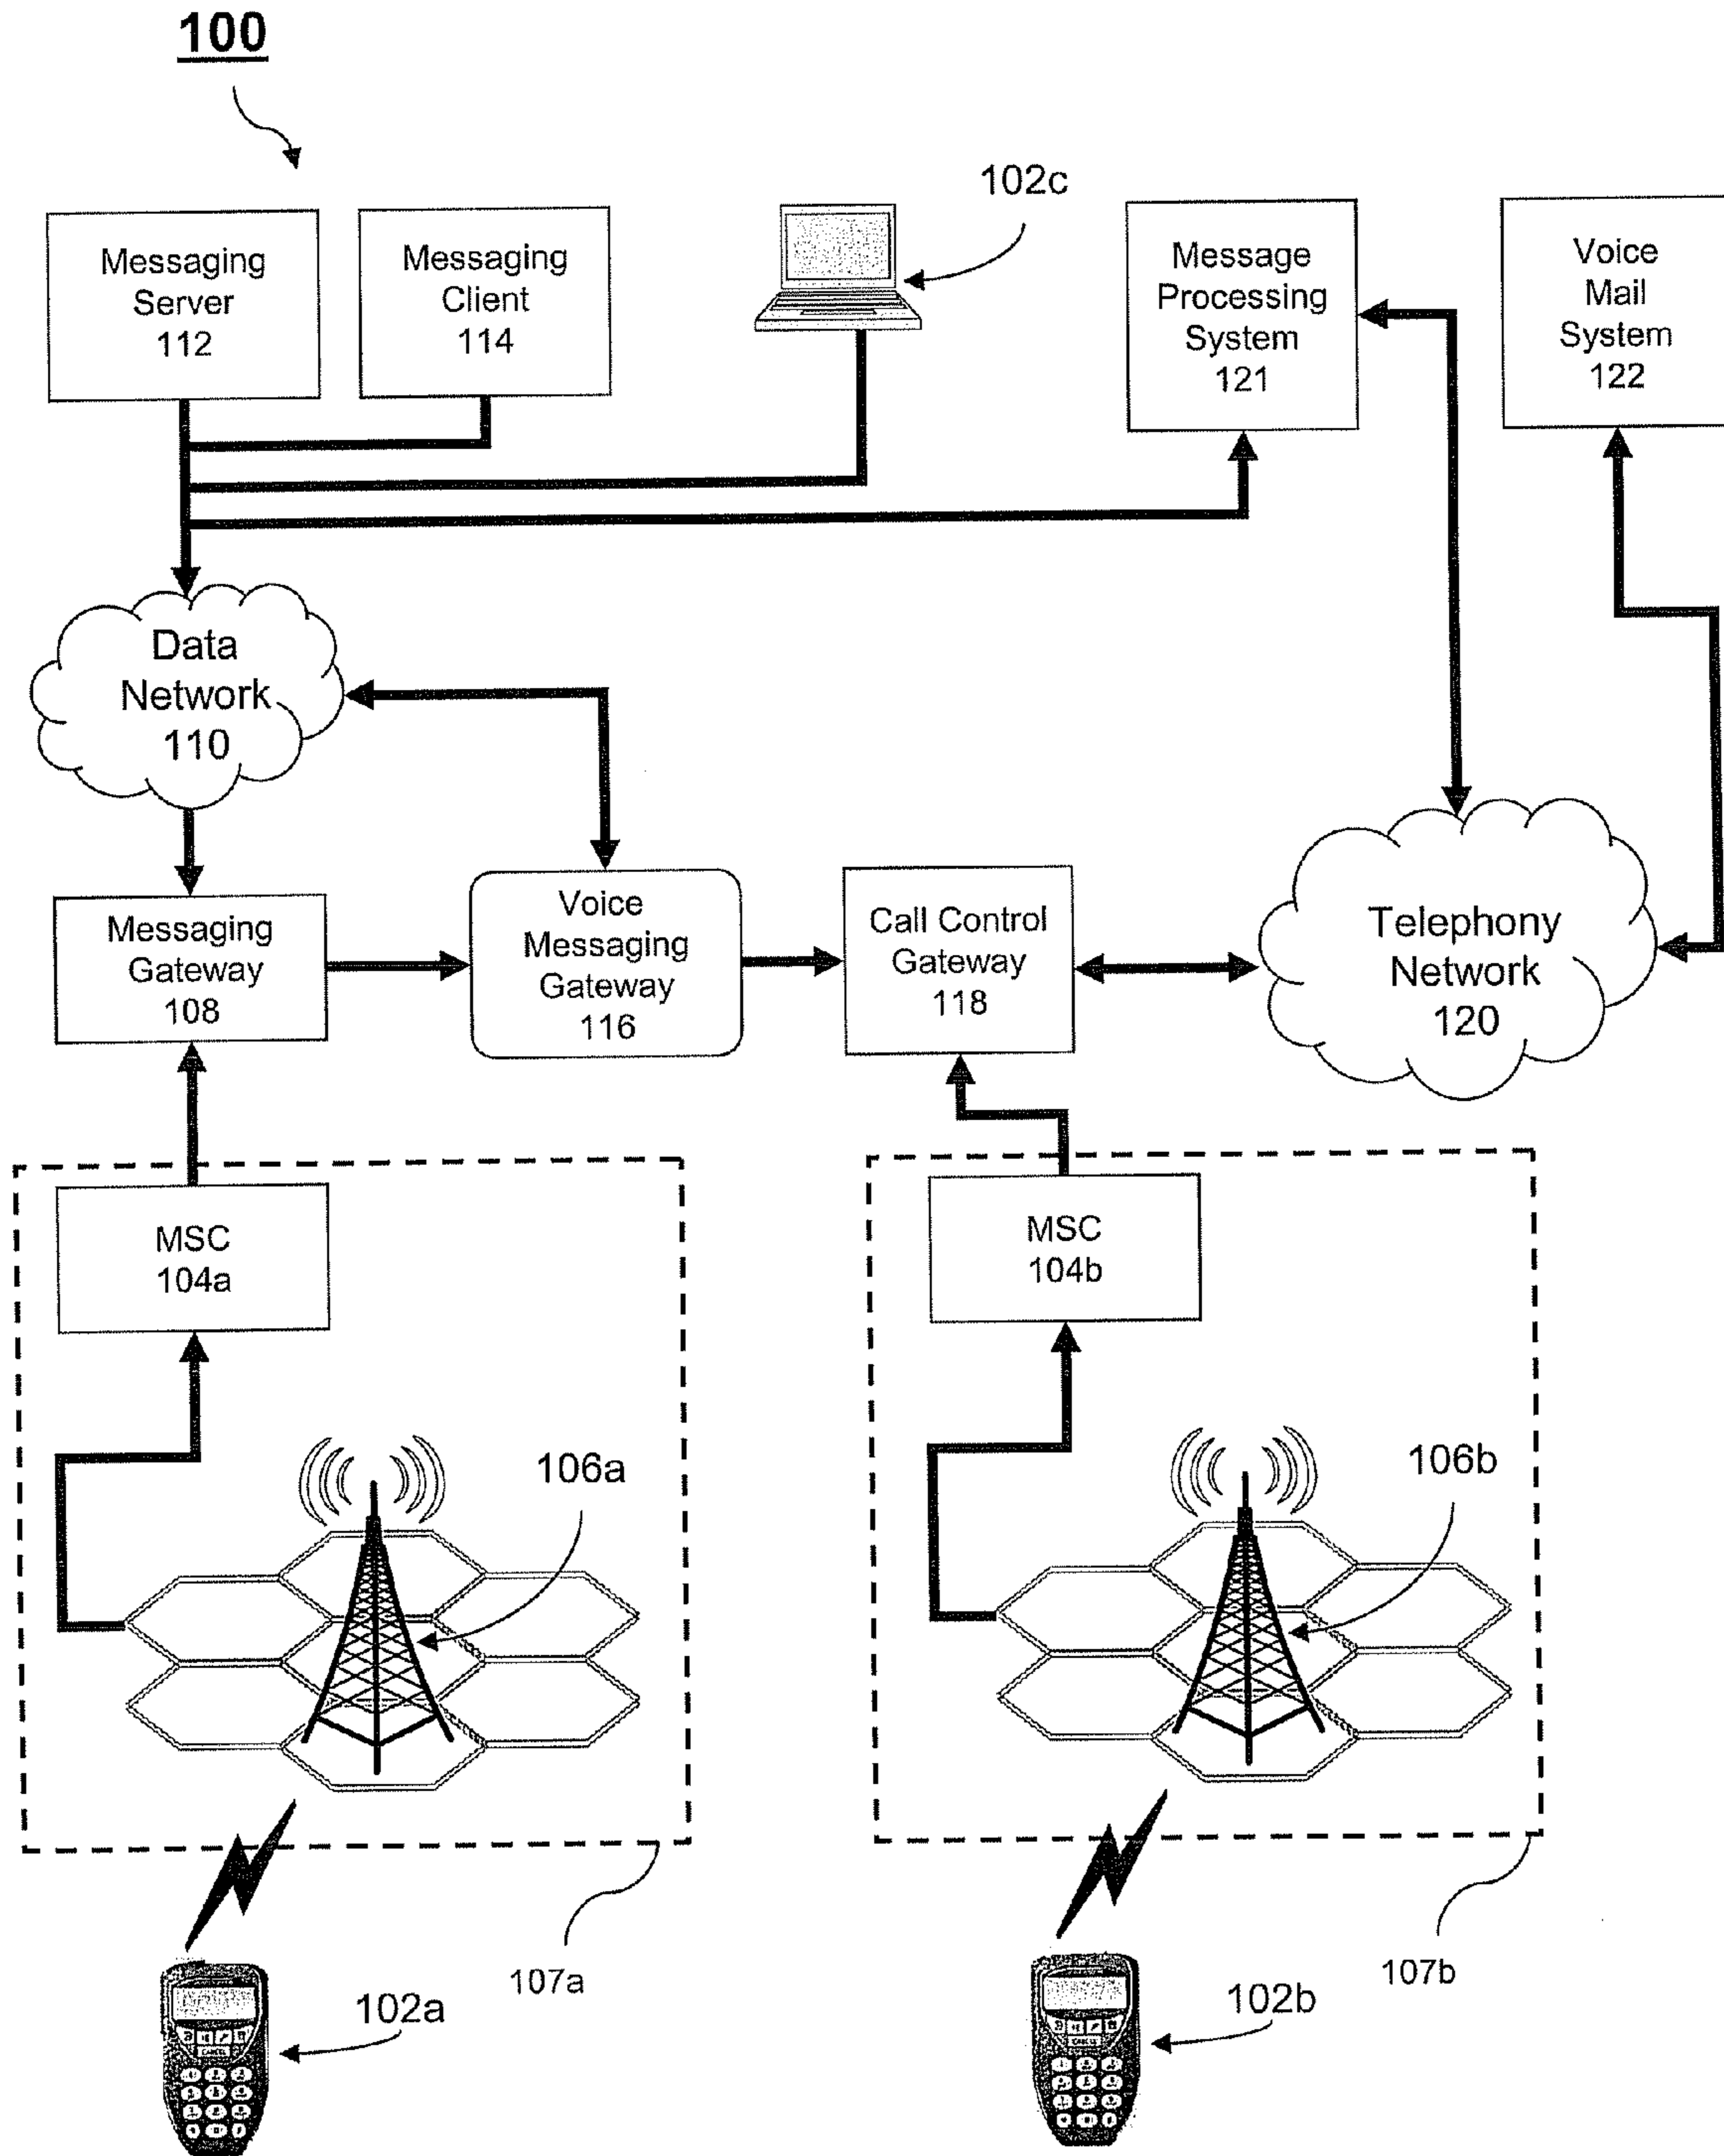 100
102c
Messaging
Server
112
Messaging
Client
114
Message
Processing
System
121
Voice
Mail
System
122
Data
Network
110
Messaging
Gateway
108
Voice
Messaging
Gateway
116
Call Control
Gateway
118
Telephony
Network
120
MSC
104a
MSC
104b
106a
106b
107a
107b
102a
102b